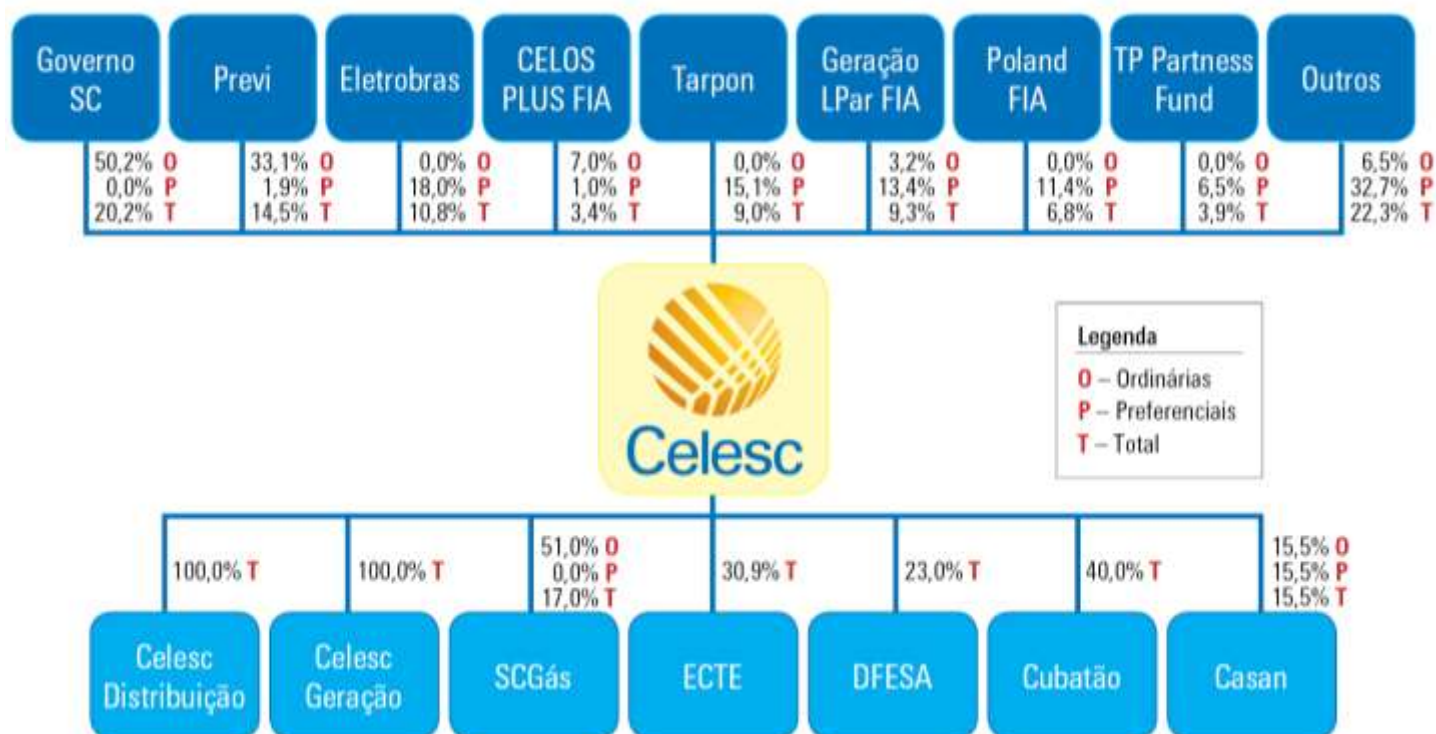 Governo
SC
Previ
Eletrobras
CELOS
PLUS FIA
Tarpon
Geração
LPar FIA
Poland
FIA
TP Partness
Fund
Outros
50,2% O
0,0% P
20,2% T
33,1% O
1,9% P
14,5% T
0,0% O
18,0% P
10,8% T
7,0% O
1,0% P
3,4% T
0,0% O
15,1% P
9,0% T
3,2% O
13,4% P
9,3% T
0,0% O
11,4% P
6,8% T
0,0% O
6,5% P
3,9% T
6,5% O
32,7% P
22,3% T
Celesc
Legenda
O – Ordinárias
P – Preferenciais
T – Total
100,0% T
100,0% T
51,0% O
0,0% P
17,0% T
30,9% T
23,0% T
40,0% T
15,5% O
15,5% P
15,5% T
Celesc
Distribuição
Celesc
Geração
SCGás
ECTE
DFESA
Cubatão
Casan